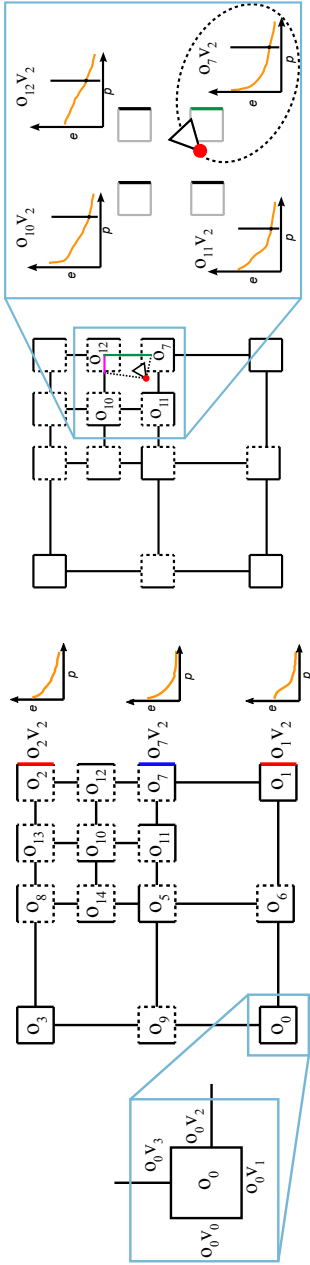 O₀V₃
O₀V₂
O₀
O₀V₀
O₀V₁
O₃ O₈ O₁₃ O₂ O₂V₂
e
p
O₁₄ O₁₀ O₁₂
O₉ O₅ O₁₁ O₇ O₇V₂
e
p
O₀ O₆ O₁ O₁V₂
e
p
O₁₀ O₁₂
O₁₁ O₇
O₁₀V₂ O₁₂V₂
e e
p p
O₁₁V₂ O₇V₂
e e
p p